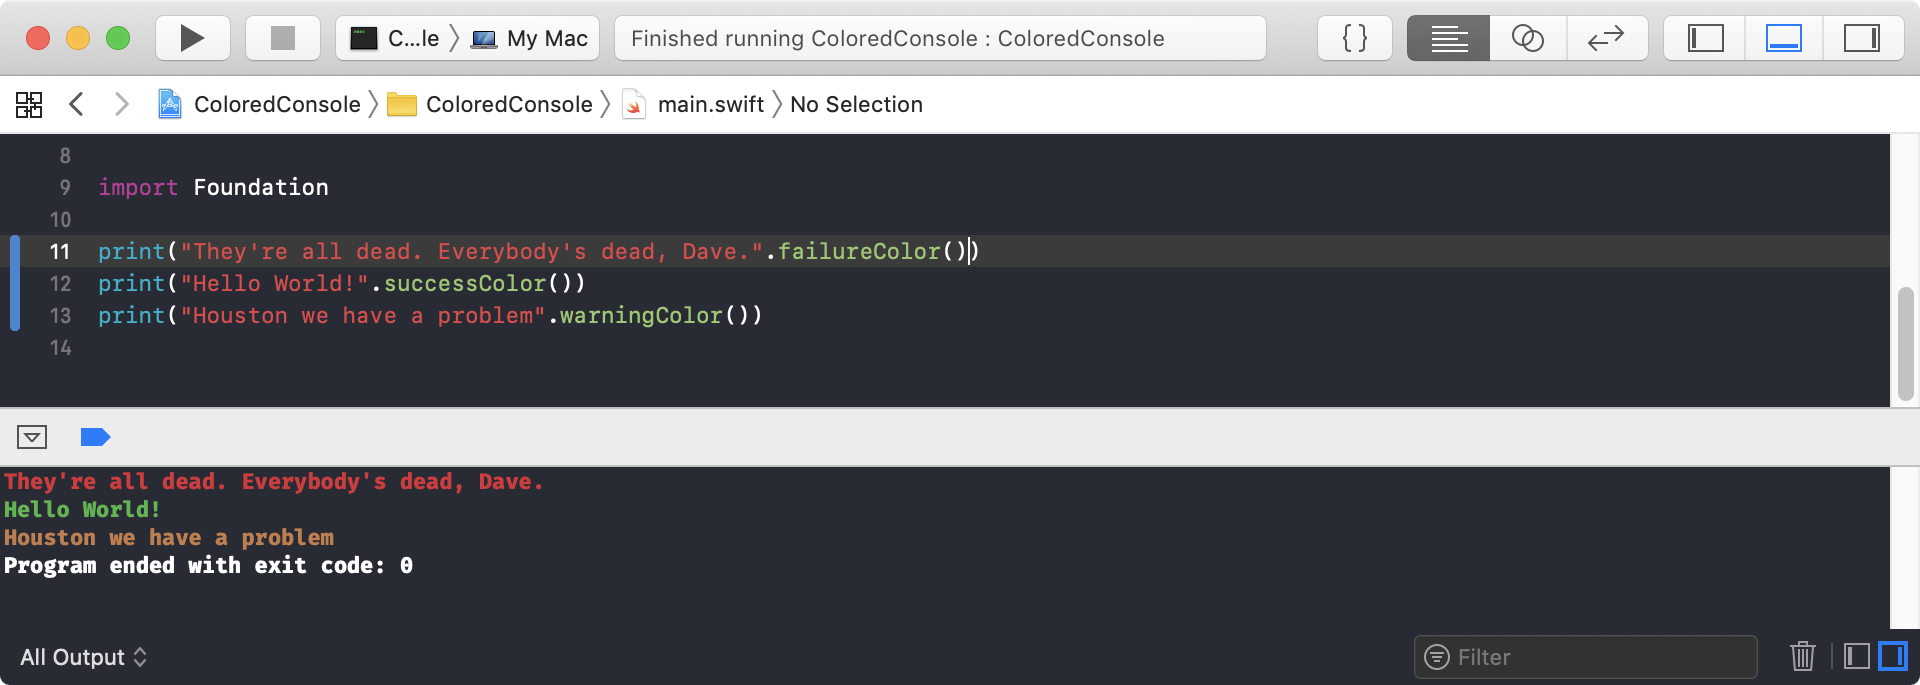 C...le
My Mac
Finished running ColoredConsole : ColoredConsole
{}
ColoredConsole
ColoredConsole
main.swift
No Selection
8
9 import Foundation
10
11 print("They're all dead. Everybody's dead, Dave.".failureColor())
12 print("Hello World!".successColor())
13 print("Houston we have a problem".warningColor())
14
They're all dead. Everybody's dead, Dave.
Hello World!
Houston we have a problem
Program ended with exit code: 0
All Output
Filter